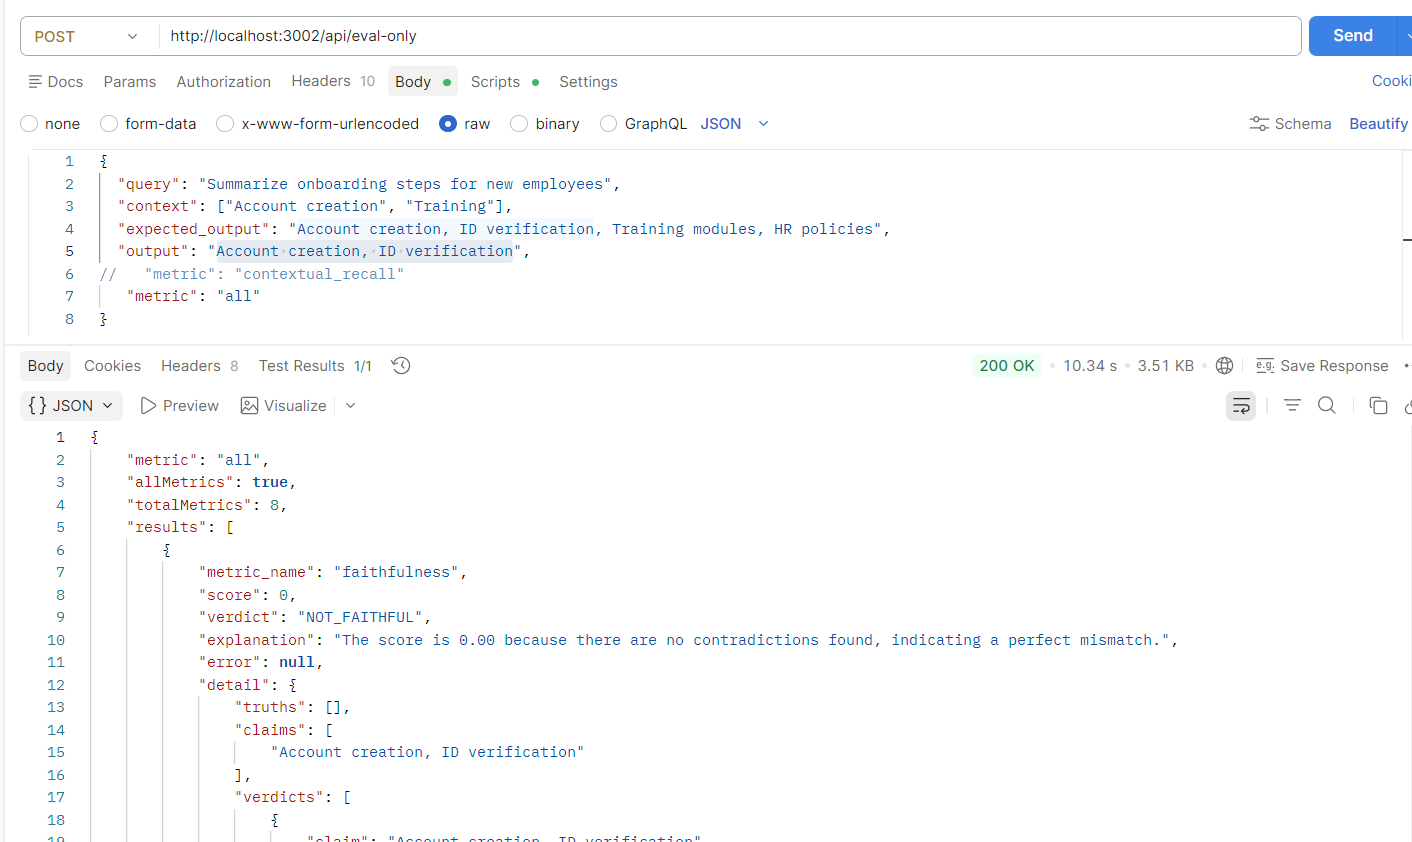 POST http://localhost:3002/api/eval-only Send
Docs Params Authorization Headers 10 Body Scripts Settings Cooki
none form-data x-www-form-urlencoded raw binary GraphQL JSON Schema Beautify
1 {
2 "query": "Summarize onboarding steps for new employees",
3 "context": ["Account creation", "Training"],
4 "expected_output": "Account creation, ID verification, Training modules, HR policies",
5 "output": "Account creation, ID verification",
6 // "metric": "contextual_recall"
7 "metric": "all"
8 }
Body Cookies Headers 8 Test Results 1/1 200 OK • 10.34 s • 3.51 KB • e.g. Save Response
{} JSON Preview Visualize
1 {
2 "metric": "all",
3 "allMetrics": true,
4 "totalMetrics": 8,
5 "results": [
6 {
7 "metric_name": "faithfulness",
8 "score": 0,
9 "verdict": "NOT_FAITHFUL",
10 "explanation": "The score is 0.00 because there are no contradictions found, indicating a perfect mismatch.",
11 "error": null,
12 "detail": {
13 "truths": [],
14 "claims": [
15 "Account creation, ID verification"
16 ],
17 "verdicts": [
18 {
19 "claim": "Account creation, ID verification"